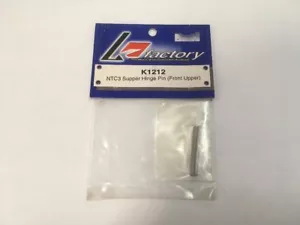 K factory
K1212
NTC3 Supper Hinge Pin (Front Upper)